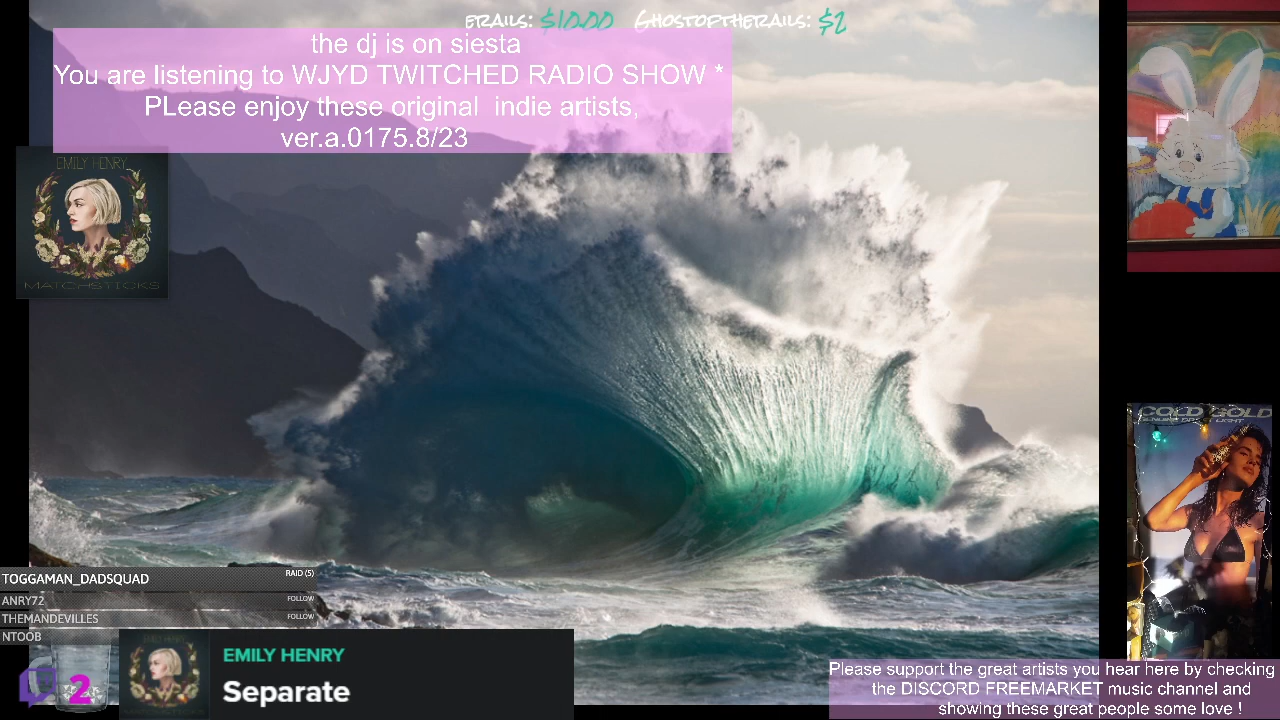 ERAILS: $10.00 GHOSTOFTHERAILS: $2
the dj is on siesta
You are listening to WJYD TWITCHED RADIO SHOW *
PLease enjoy these original indie artists,
ver.a.0175.8/23
EMILY HENRY
MATCHSTICKS
COLD GOLD
TOGGAMAN_DADSQUAD RAID (5)
ANRY72 FOLLOW
THEMANDEVILLES FOLLOW
NTOOB
2
EMILY HENRY
Separate
Please support the great artists you hear here by checking
the DISCORD FREEMARKET music channel and
showing these great people some love !